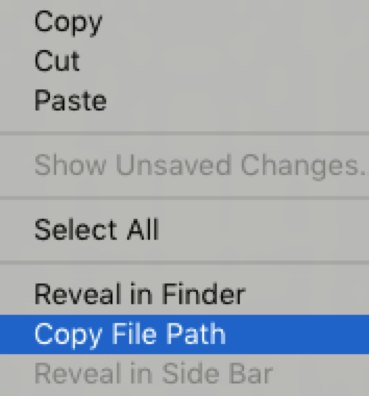 Copy
Cut
Paste
Show Unsaved Changes.
Select All
Reveal in Finder
Copy File Path
Reveal in Side Bar